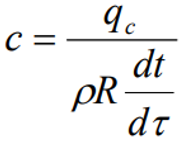 c = q_c / (ρR dt/dτ)